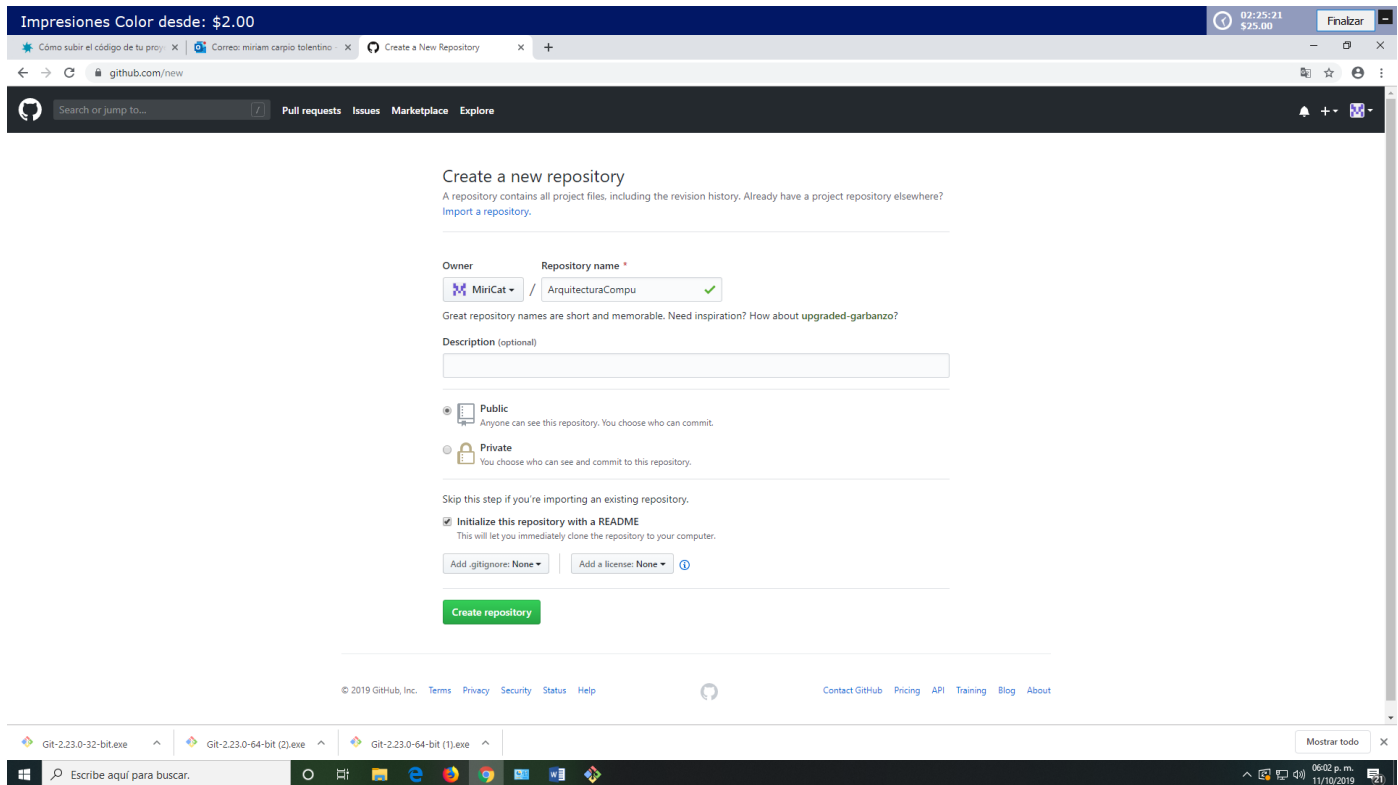 Impresiones Color desde: $2.00
02:25:21
$25.00
Finalizar
Cómo subir el código de tu proy
Correo: miriam carpio tolentino -
Create a New Repository
github.com/new
Search or jump to...
/
Pull requests Issues Marketplace Explore
Create a new repository
A repository contains all project files, including the revision history. Already have a project repository elsewhere?
Import a repository.
Owner
Repository name *
MiriCat
/
ArquitecturaCompu
Great repository names are short and memorable. Need inspiration? How about upgraded-garbanzo?
Description (optional)
Public
Anyone can see this repository. You choose who can commit.
Private
You choose who can see and commit to this repository.
Skip this step if you're importing an existing repository.
Initialize this repository with a README
This will let you immediately clone the repository to your computer.
Add .gitignore: None
Add a license: None
Create repository
© 2019 GitHub, Inc. Terms Privacy Security Status Help
Contact GitHub Pricing API Training Blog About
Git-2.23.0-32-bit.exe
Git-2.23.0-64-bit (2).exe
Git-2.23.0-64-bit (1).exe
Mostrar todo
Escribe aquí para buscar.
06:02 p. m.
11/10/2019
21